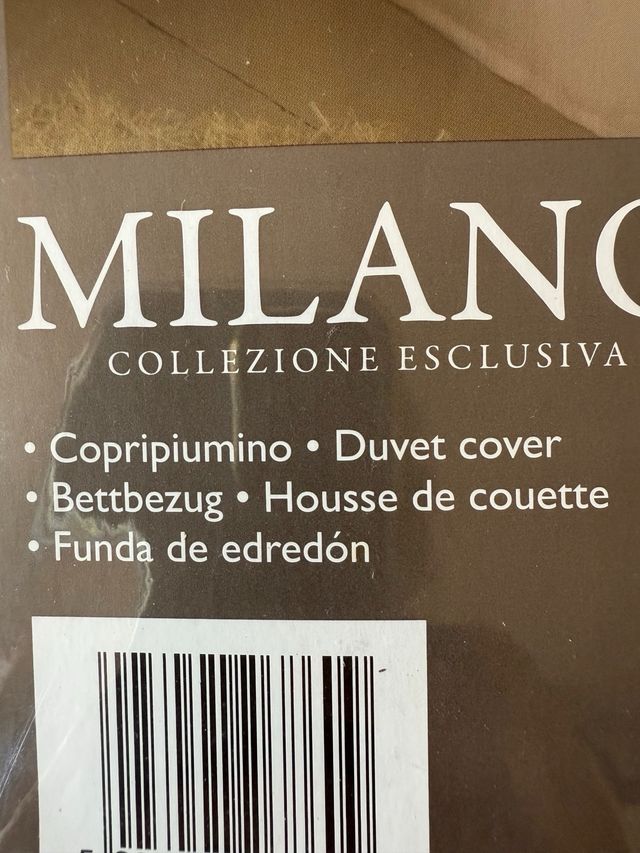 MILANO
COLLEZIONE ESCLUSIVA
• Copripiumino • Duvet cover
• Bettbezug • Housse de couette
• Funda de edredón